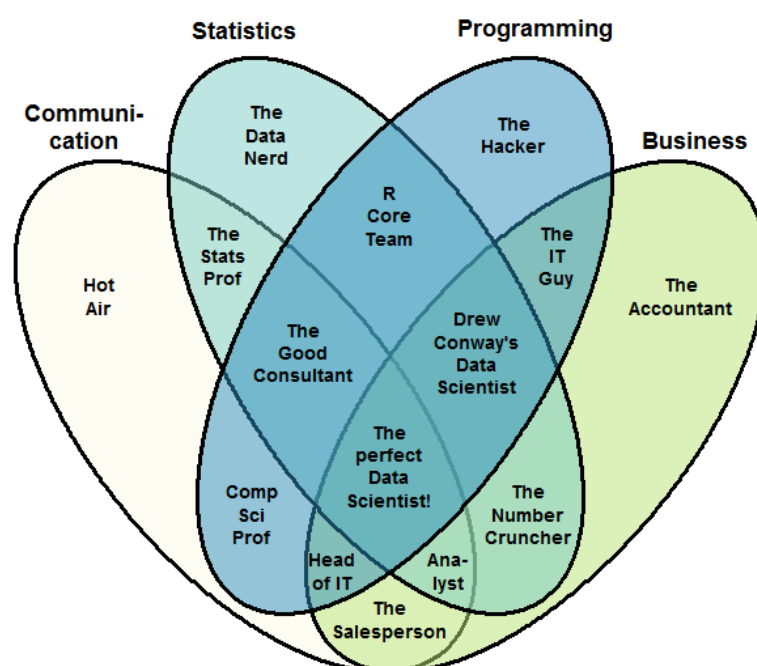 Statistics
Programming
Communi-
cation
Business
The
Data
Nerd
The
Hacker
R
Core
Team
The
Stats
Prof
The
IT
Guy
Hot
Air
The
Accountant
The
Good
Consultant
Drew
Conway's
Data
Scientist
The
perfect
Data
Scientist!
Comp
Sci
Prof
The
Number
Cruncher
Head
of IT
Ana-
lyst
The
Salesperson